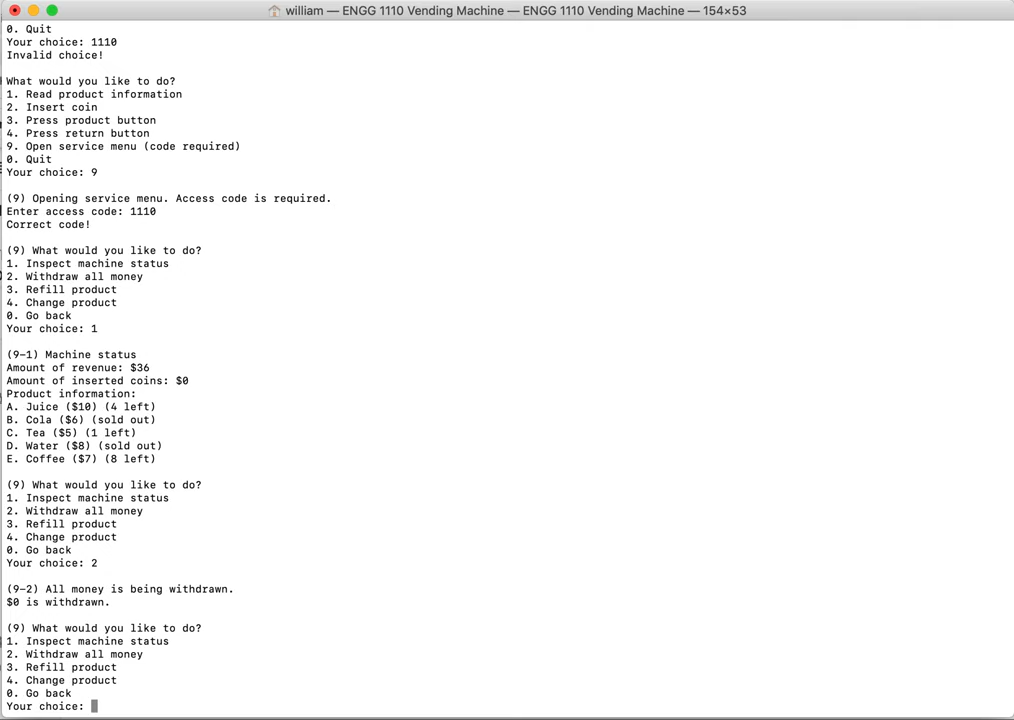 william — ENGG 1110 Vending Machine — ENGG 1110 Vending Machine — 154×53
0. Quit
Your choice: 1110
Invalid choice!
What would you like to do?
1. Read product information
2. Insert coin
3. Press product button
4. Press return button
9. Open service menu (code required)
0. Quit
Your choice: 9
(9) Opening service menu. Access code is required.
Enter access code: 1110
Correct code!
(9) What would you like to do?
1. Inspect machine status
2. Withdraw all money
3. Refill product
4. Change product
0. Go back
Your choice: 1
(9-1) Machine status
Amount of revenue: $36
Amount of inserted coins: $0
Product information:
A. Juice ($10) (4 left)
B. Cola ($6) (sold out)
C. Tea ($5) (1 left)
D. Water ($8) (sold out)
E. Coffee ($7) (8 left)
(9) What would you like to do?
1. Inspect machine status
2. Withdraw all money
3. Refill product
4. Change product
0. Go back
Your choice: 2
(9-2) All money is being withdrawn.
$0 is withdrawn.
(9) What would you like to do?
1. Inspect machine status
2. Withdraw all money
3. Refill product
4. Change product
0. Go back
Your choice: